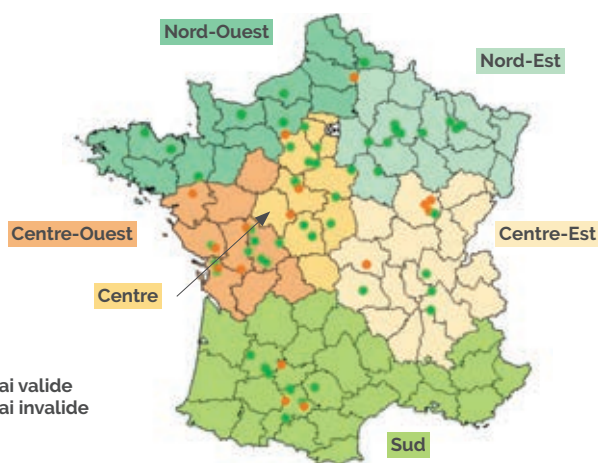 Nord-Ouest
Nord-Est
Centre-Ouest
Centre-Est
Centre
ai valide
ai invalide
Sud